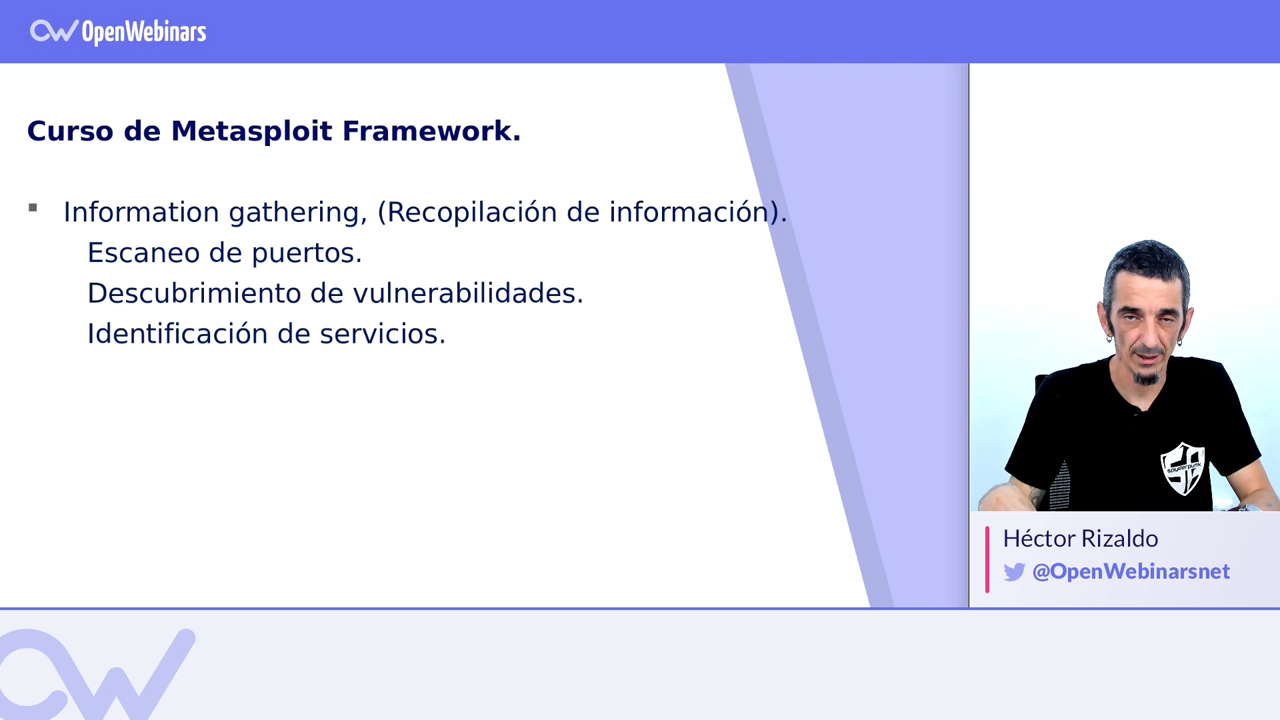 OpenWebinars
Curso de Metasploit Framework.
Information gathering, (Recopilación de información).
Escaneo de puertos.
Descubrimiento de vulnerabilidades.
Identificación de servicios.
Héctor Rizaldo
@OpenWebinarsnet